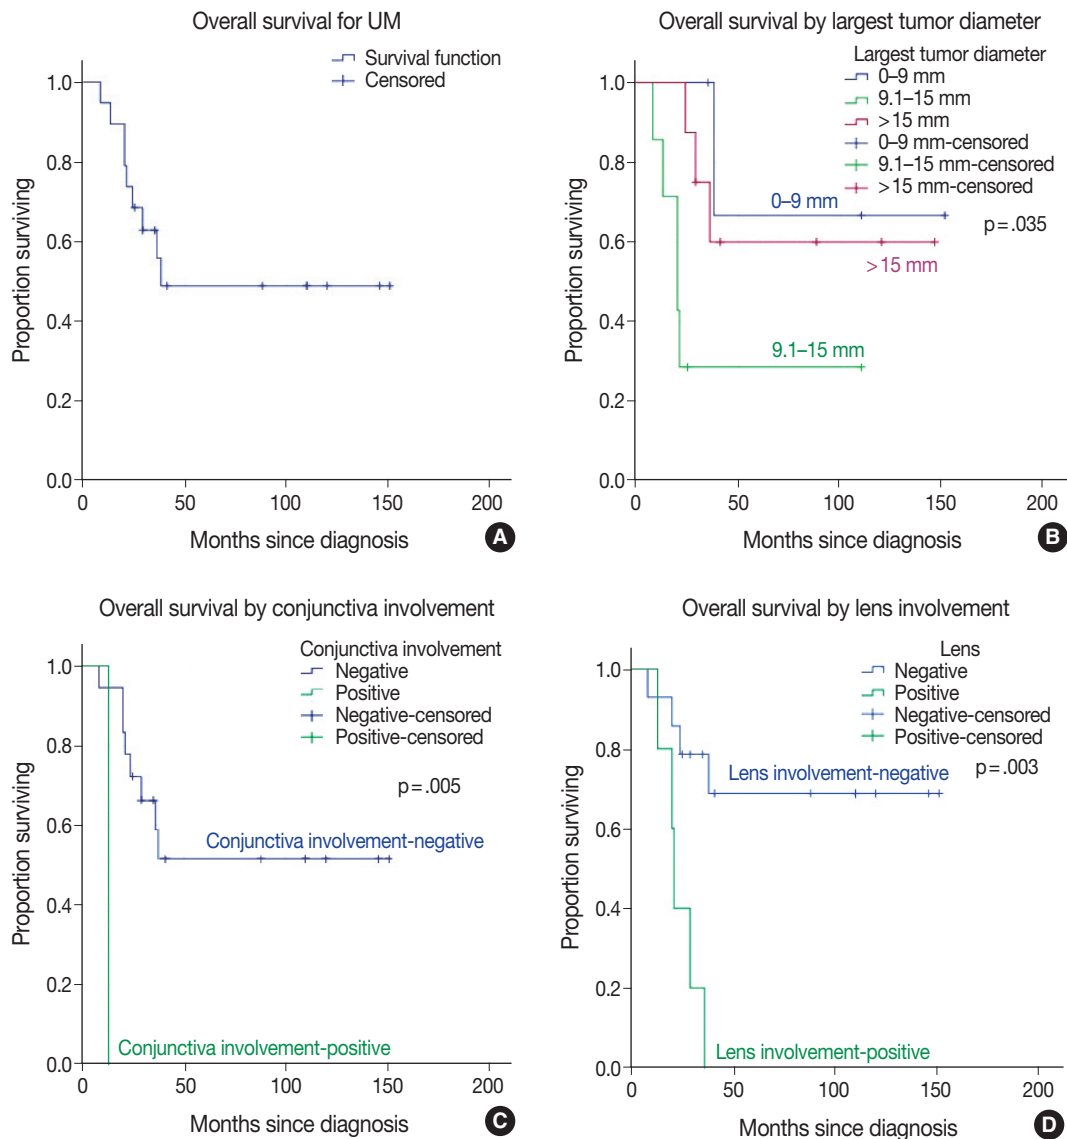 Overall survival for UM
Survival function
Censored
1.0
0.8
0.6
0.4
0.2
0.0
0
50
100
150
200
Proportion surviving
Months since diagnosis
A
Overall survival by largest tumor diameter
Largest tumor diameter
0–9 mm
9.1–15 mm
>15 mm
0–9 mm-censored
9.1–15 mm-censored
>15 mm-censored
1.0
0.8
0.6
0.4
0.2
0.0
0
50
100
150
200
0–9 mm
p=.035
>15 mm
9.1–15 mm
Proportion surviving
Months since diagnosis
B
Overall survival by conjunctiva involvement
Conjunctiva involvement
Negative
Positive
Negative-censored
Positive-censored
1.0
0.8
0.6
0.4
0.2
0.0
0
50
100
150
200
p=.005
Conjunctiva involvement-negative
Conjunctiva involvement-positive
Proportion surviving
Months since diagnosis
C
Overall survival by lens involvement
Lens
Negative
Positive
Negative-censored
Positive-censored
1.0
0.8
0.6
0.4
0.2
0.0
0
50
100
150
200
Lens involvement-negative
p=.003
Lens involvement-positive
Proportion surviving
Months since diagnosis
D